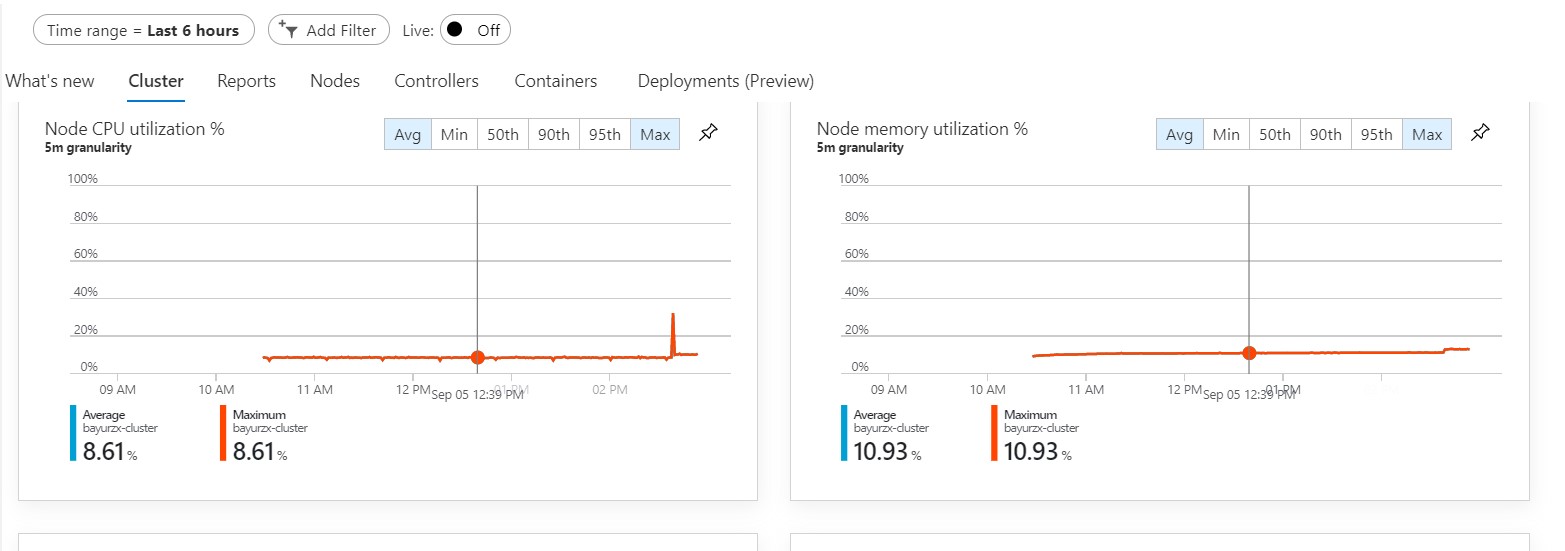 Time range = Last 6 hours Add Filter Live: Off
What's new Cluster Reports Nodes Controllers Containers Deployments (Preview)
Node CPU utilization %
5m granularity
Avg Min 50th 90th 95th Max
100%
80%
60%
40%
20%
0%
09 AM 10 AM 11 AM 12 PM Sep 05 12:39 PM 01 PM 02 PM
Average
bayurzx-cluster
8.61 %
Maximum
bayurzx-cluster
8.61 %
Node memory utilization %
5m granularity
Avg Min 50th 90th 95th Max
100%
80%
60%
40%
20%
0%
09 AM 10 AM 11 AM 12 PM Sep 05 12:39 PM 01 PM
Average
bayurzx-cluster
10.93 %
Maximum
bayurzx-cluster
10.93 %